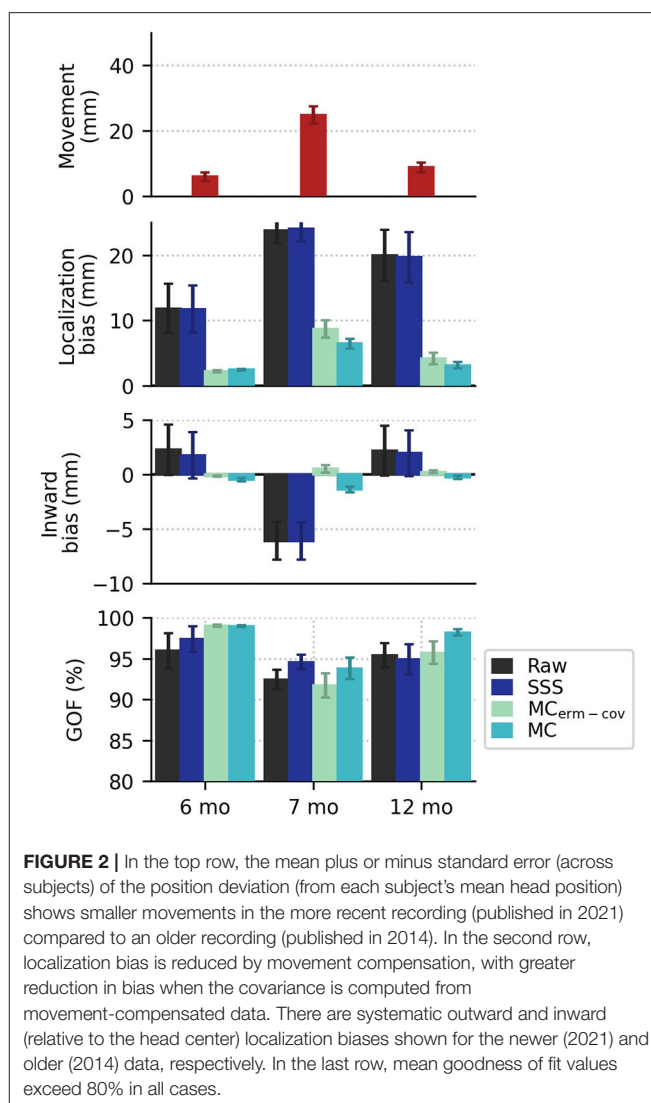 Movement
(mm)
40
20
0
Localization
bias (mm)
20
10
0
Inward
bias (mm)
5
0
−5
−10
GOF (%)
100
95
90
85
80
6 mo
7 mo
12 mo
Raw
SSS
MCerm−cov
MC
FIGURE 2 | In the top row, the mean plus or minus standard error (across
subjects) of the position deviation (from each subject's mean head position)
shows smaller movements in the more recent recording (published in 2021)
compared to an older recording (published in 2014). In the second row,
localization bias is reduced by movement compensation, with greater
reduction in bias when the covariance is computed from
movement-compensated data. There are systematic outward and inward
(relative to the head center) localization biases shown for the newer (2021) and
older (2014) data, respectively. In the last row, mean goodness of fit values
exceed 80% in all cases.